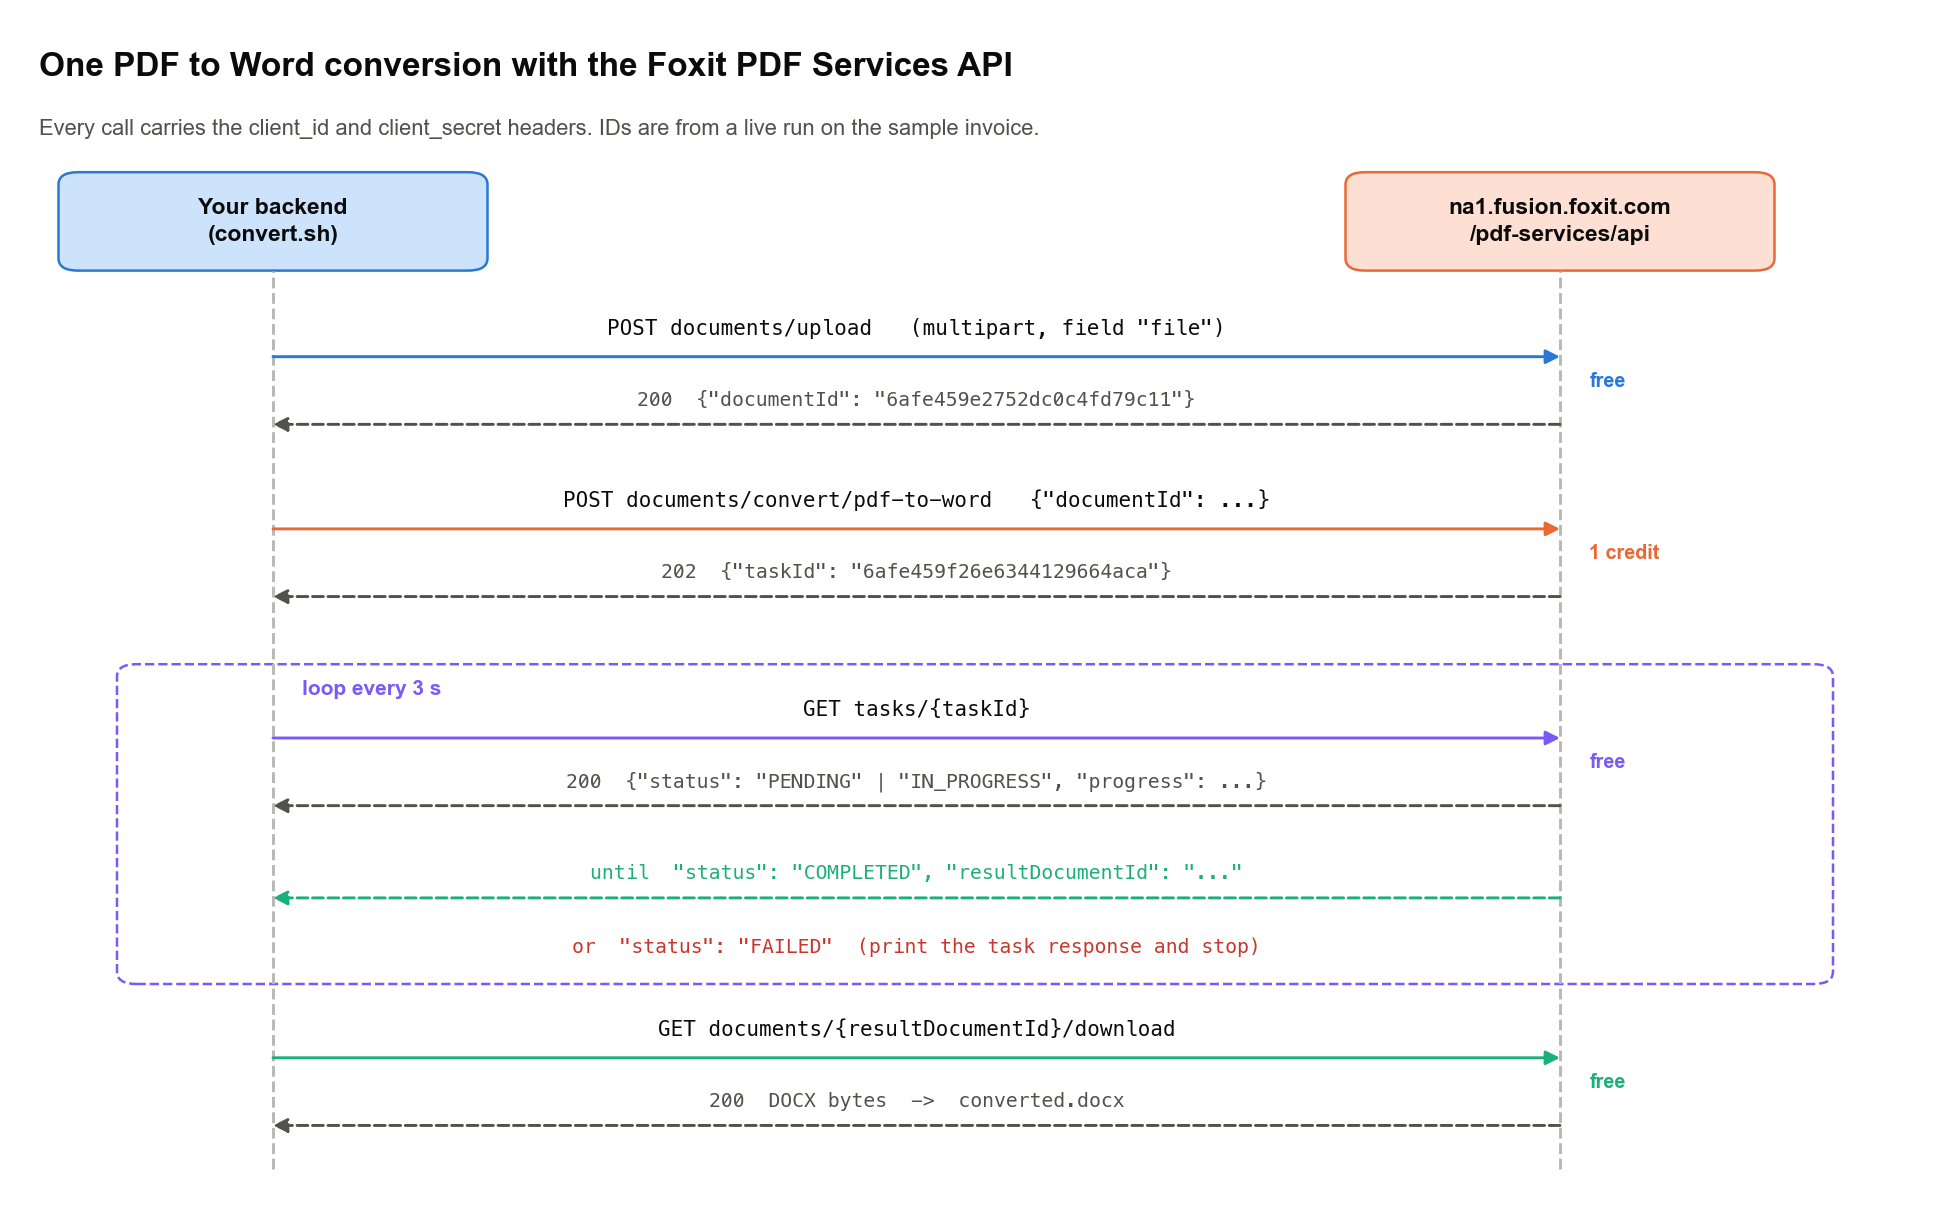 One PDF to Word conversion with the Foxit PDF Services API
Every call carries the client_id and client_secret headers. IDs are from a live run on the sample invoice.
Your backend
(convert.sh)
na1.fusion.foxit.com
/pdf-services/api
POST documents/upload   (multipart, field "file")
free
200  {"documentId": "6afe459e2752dc0c4fd79c11"}
POST documents/convert/pdf-to-word   {"documentId": ...}
1 credit
202  {"taskId": "6afe459f26e6344129664aca"}
loop every 3 s
GET tasks/{taskId}
free
200  {"status": "PENDING" | "IN_PROGRESS", "progress": ...}
until  "status": "COMPLETED", "resultDocumentId": "..."
or  "status": "FAILED"  (print the task response and stop)
GET documents/{resultDocumentId}/download
free
200  DOCX bytes  —>  converted.docx